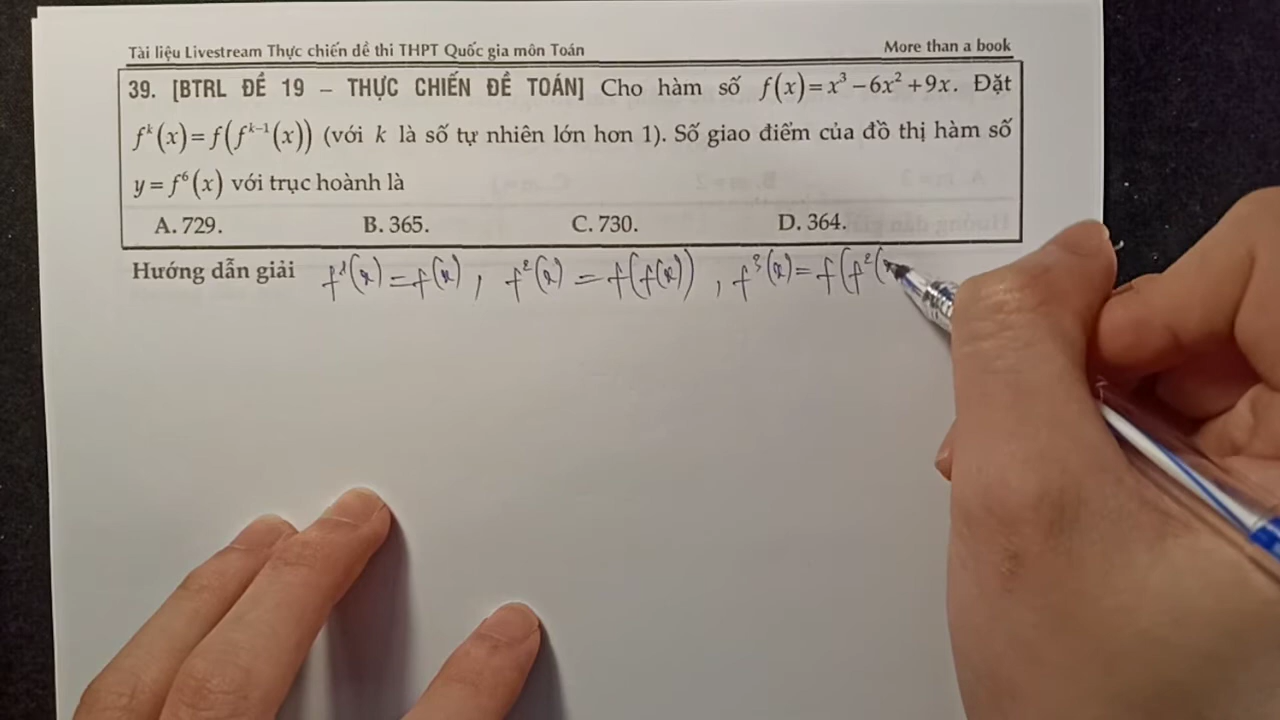 Tài liệu Livestream Thực chiến đề thi THPT Quốc gia môn Toán More than a book
39. [BTRL ĐỀ 19 – THỰC CHIẾN ĐỀ TOÁN] Cho hàm số f(x)=x³−6x²+9x. Đặt
fᵏ(x)=f(fᵏ⁻¹(x)) (với k là số tự nhiên lớn hơn 1). Số giao điểm của đồ thị hàm số
y=f⁶(x) với trục hoành là
A. 729. B. 365. C. 730. D. 364.
Hướng dẫn giải f¹(x)=f(x), f²(x)=f(f(x)), f³(x)=f(f²(x